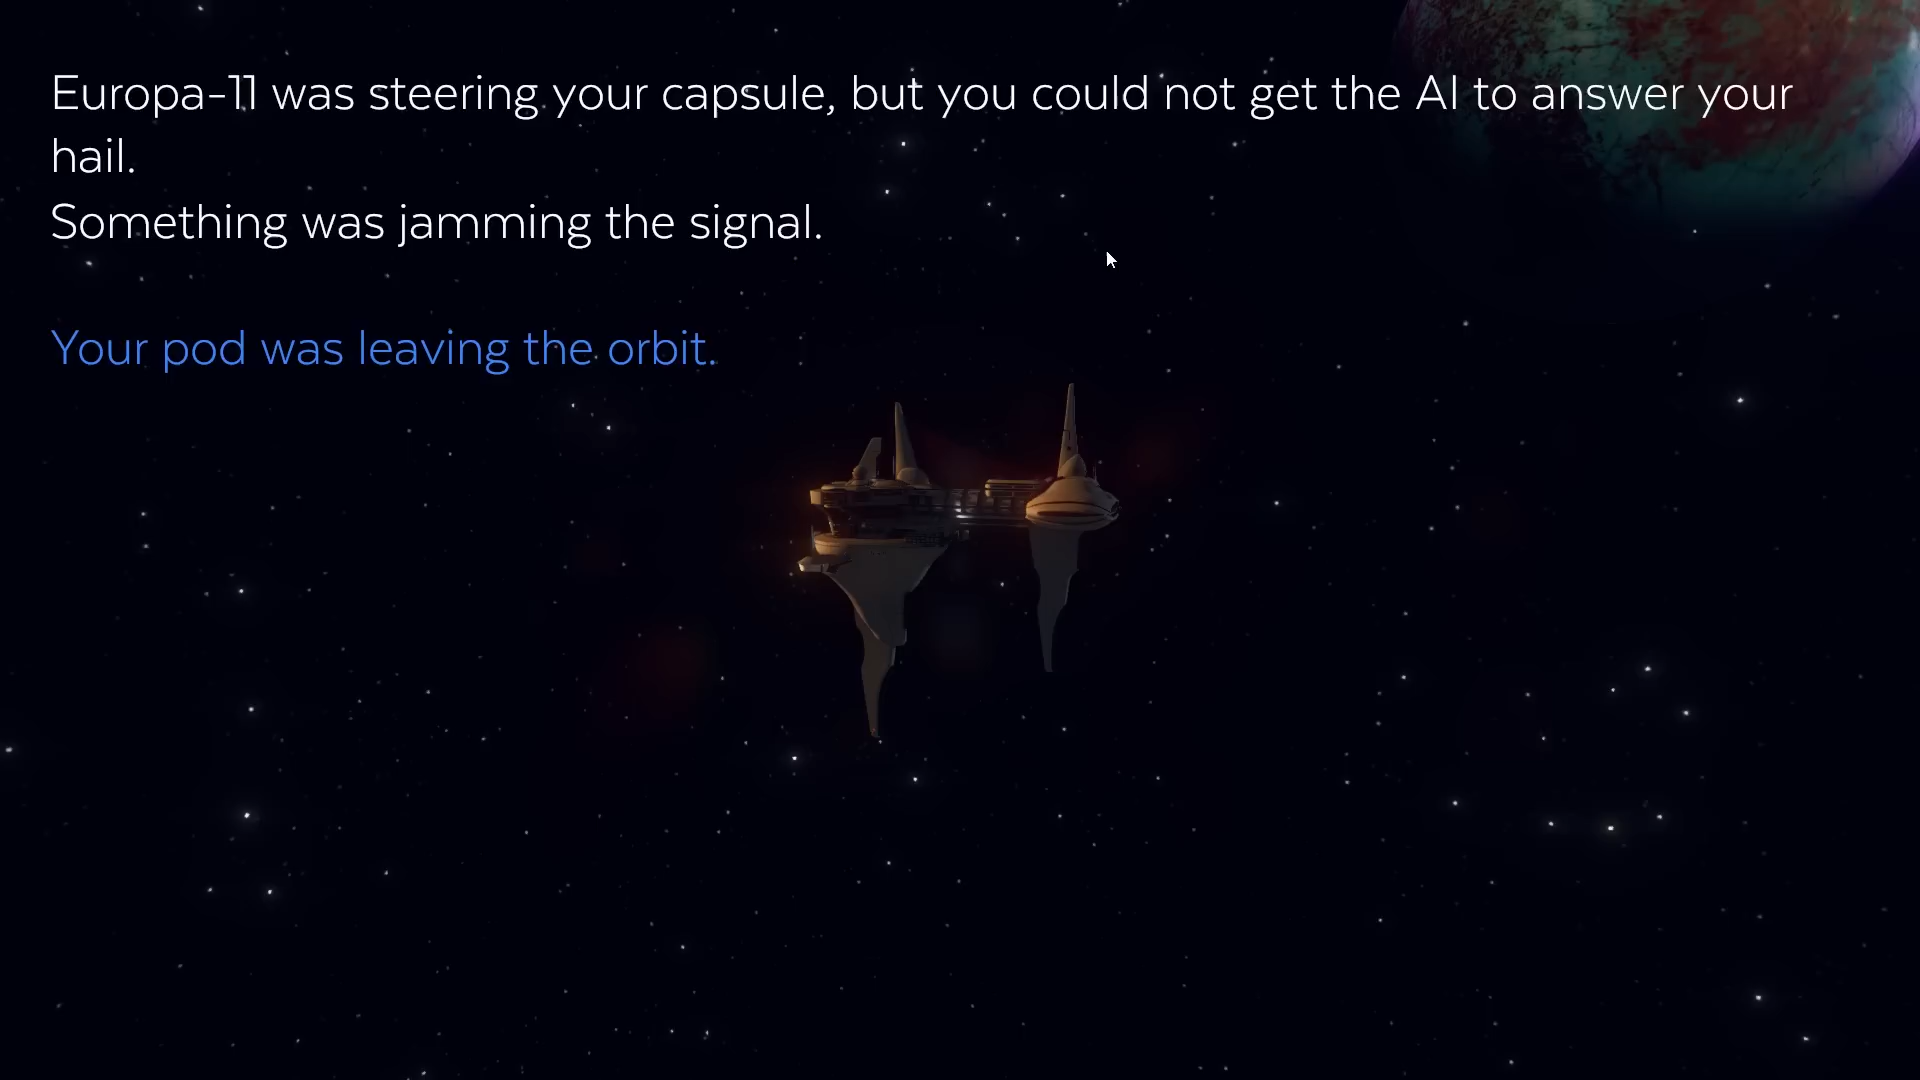 Europa-11 was steering your capsule, but you could not get the AI to answer your
hail.
Something was jamming the signal.
Your pod was leaving the orbit.